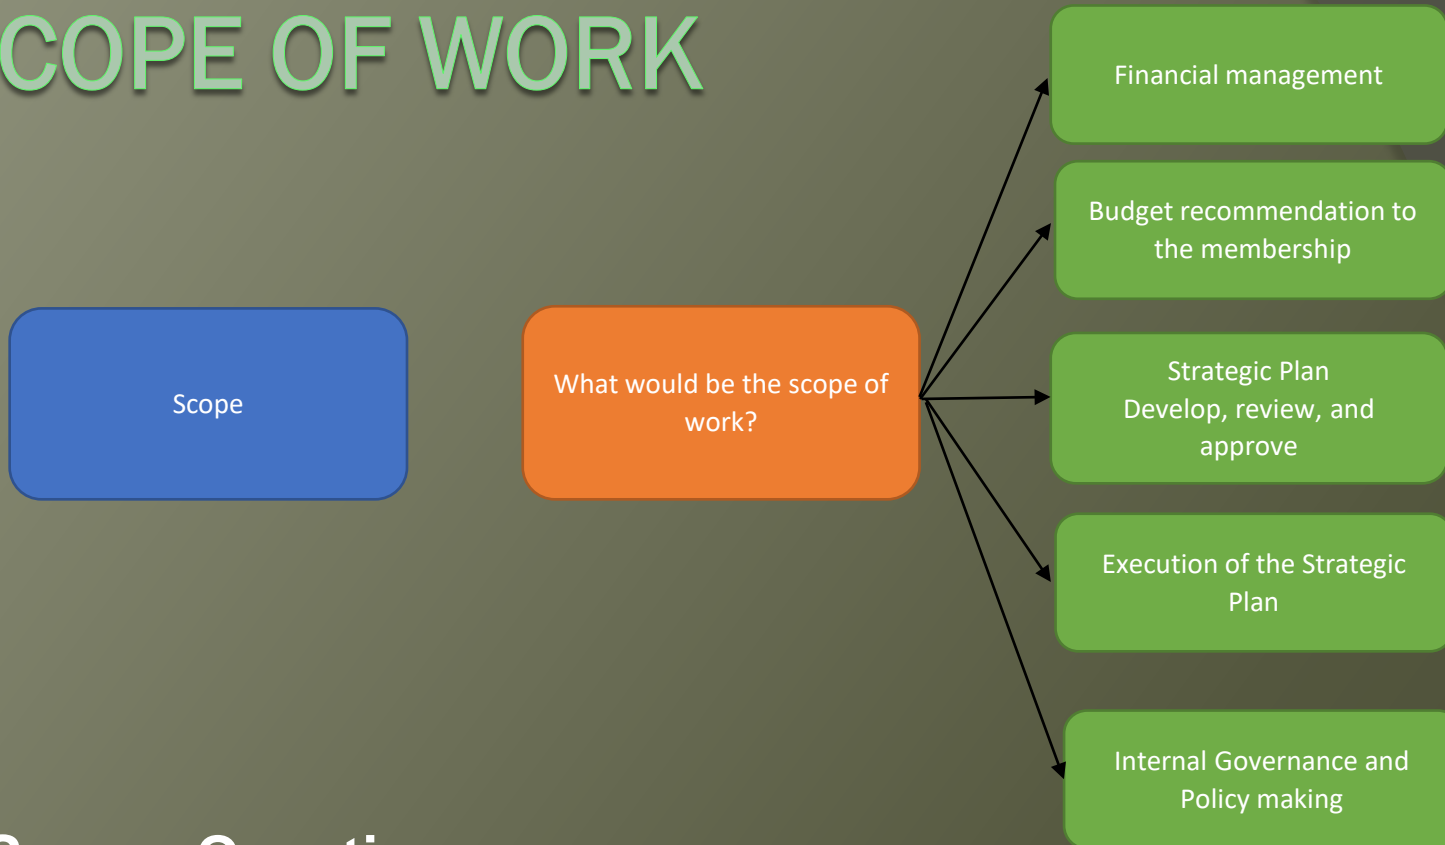 COPE OF WORK
Financial management
Budget recommendation to
the membership
Scope
What would be the scope of
work?
Strategic Plan
Develop, review, and
approve
Execution of the Strategic
Plan
Internal Governance and
Policy making